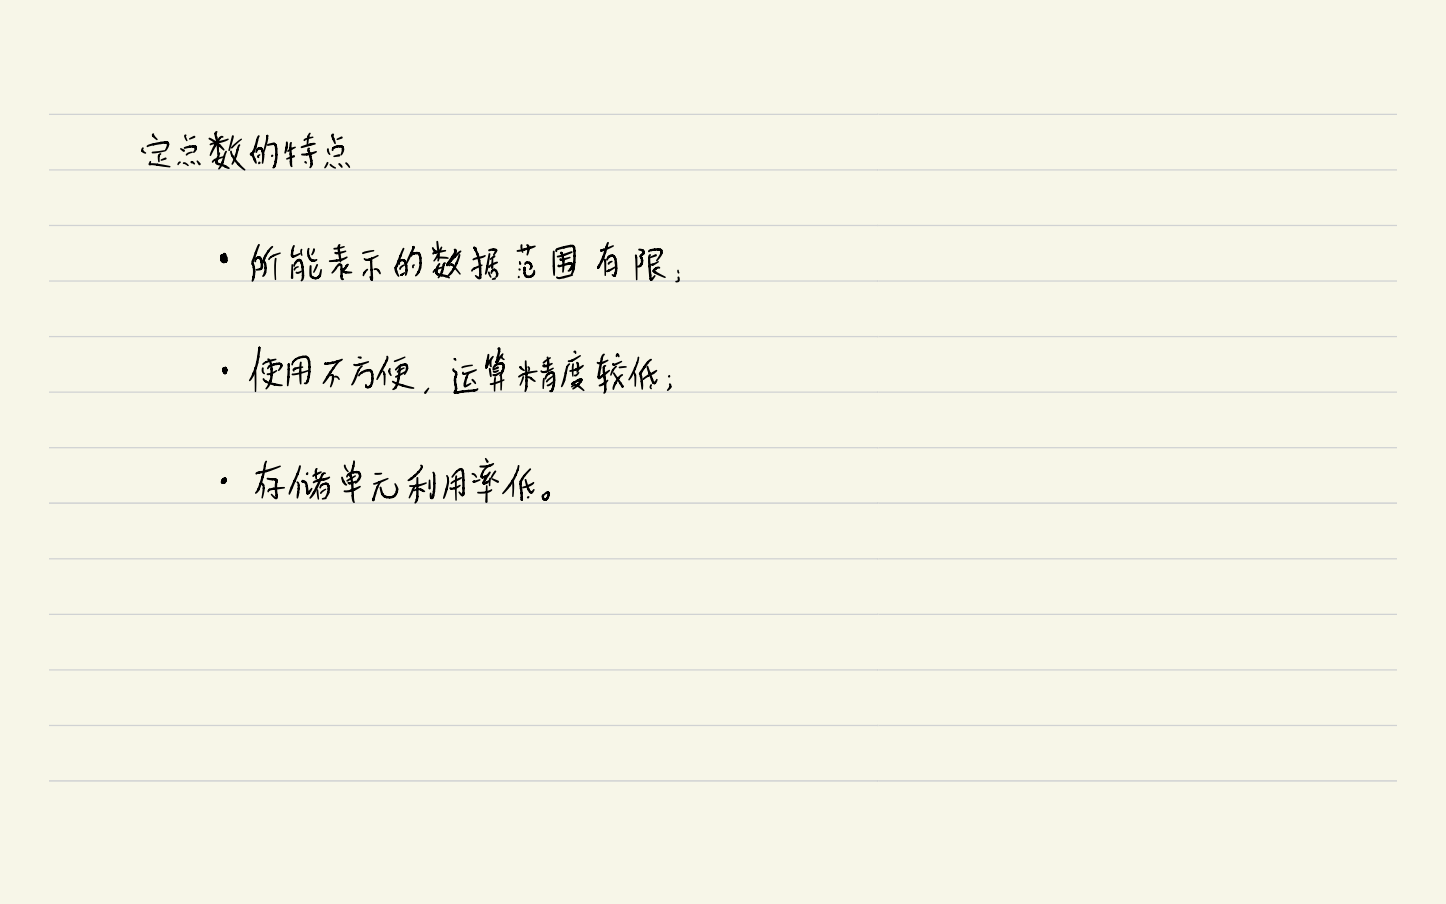 定点数的特点
• 所能表示的数据范围有限；
• 使用不方便，运算精度较低；
• 存储单元利用率低。